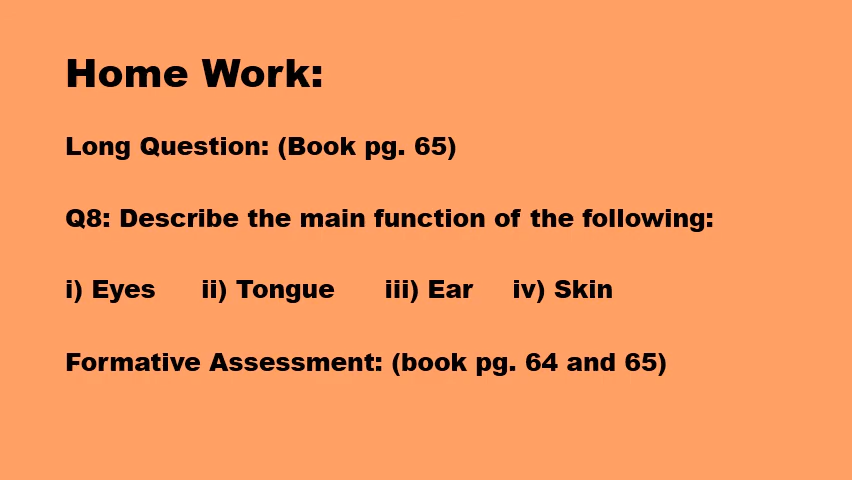 Home Work:
Long Question: (Book pg. 65)
Q8: Describe the main function of the following:
i) Eyes ii) Tongue iii) Ear iv) Skin
Formative Assessment: (book pg. 64 and 65)